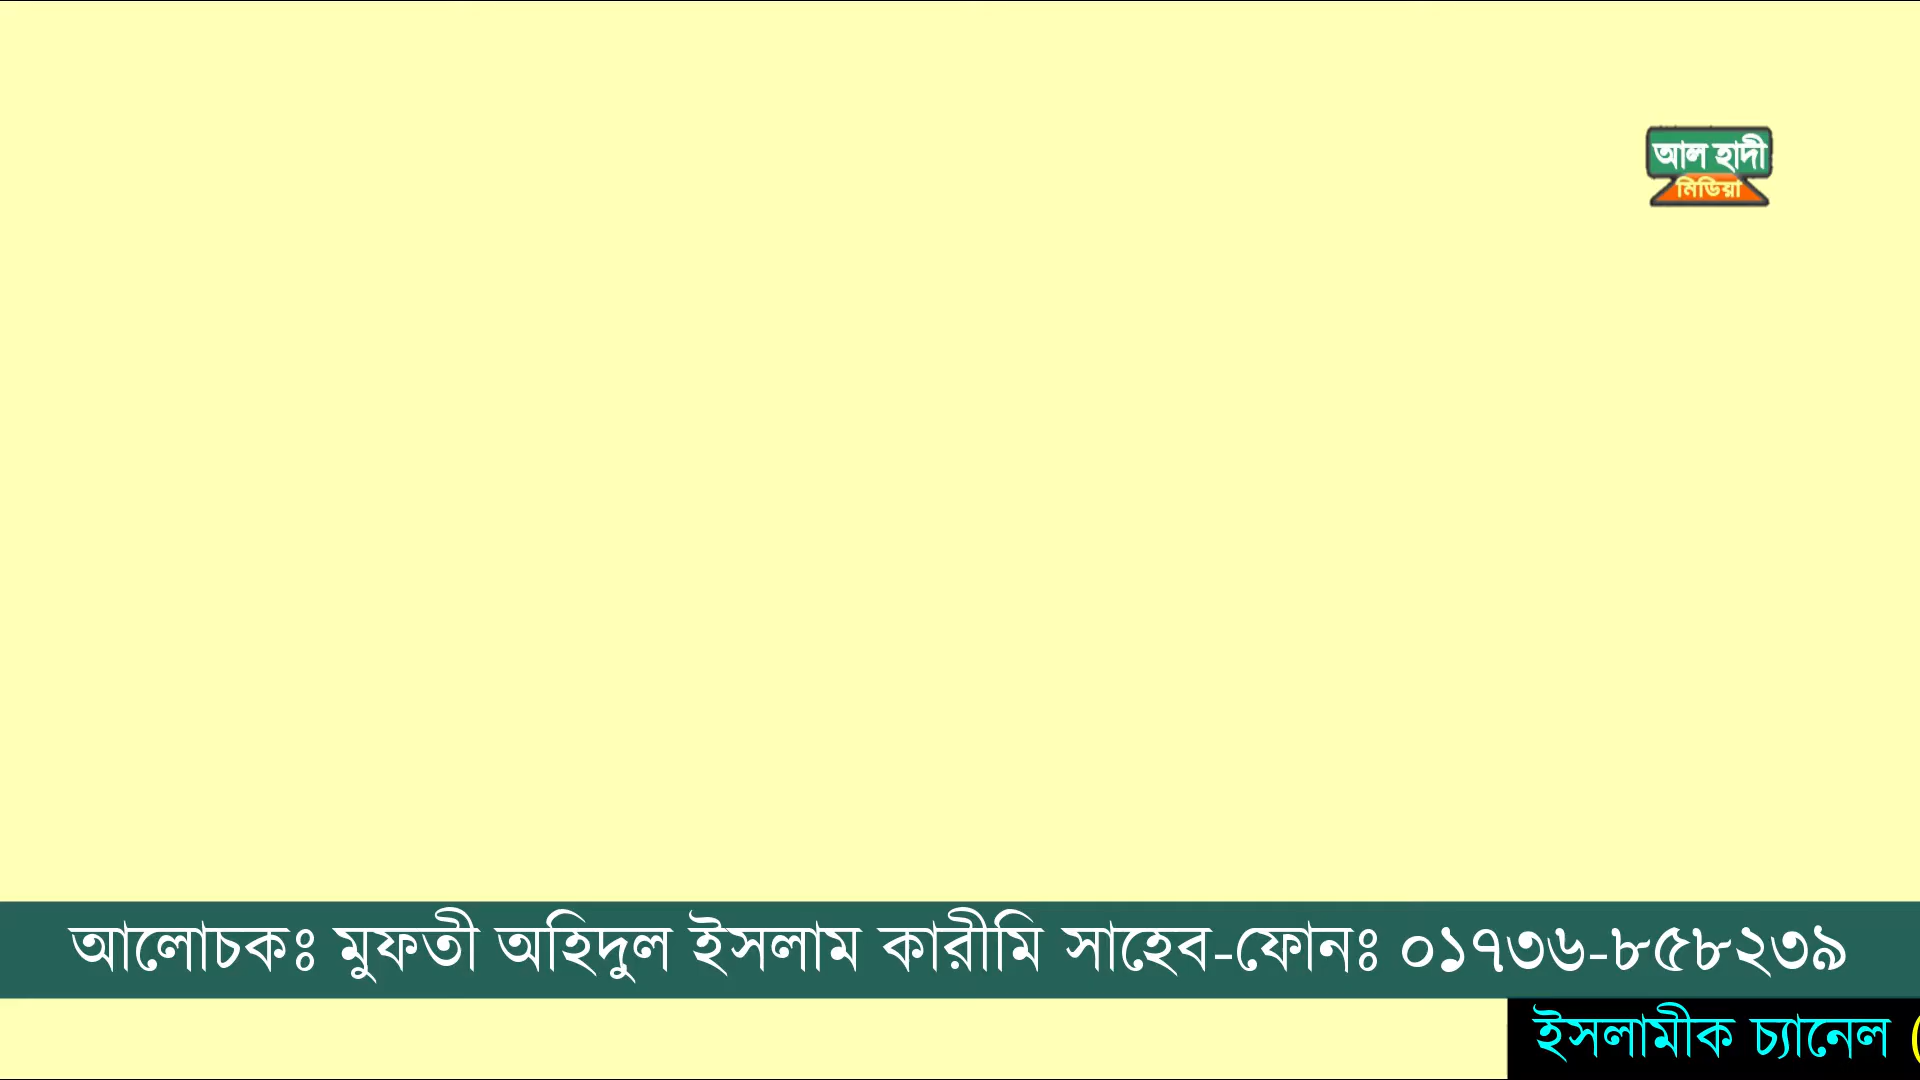 আল হাদী
মিডিয়া
আলোচকঃ মুফতী অহিদুল ইসলাম কারীমি সাহেব-ফোনঃ ০১৭৩৬-৮৫৮২৩৯
ইসলামীক চ্যানেল (